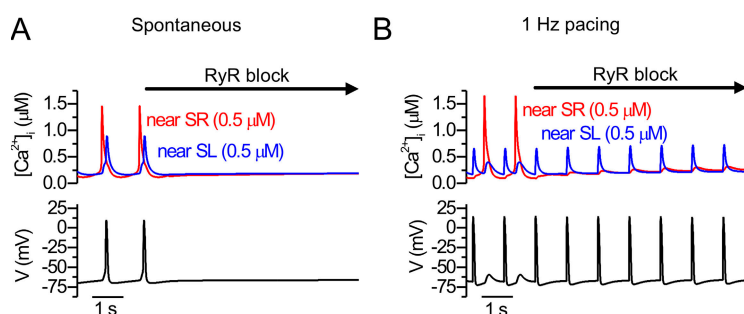 A
Spontaneous
RyR block
[Ca²⁺]ᵢ (µM)
1.5
1.0
0.5
0.0
near SR (0.5 µM)
near SL (0.5 µM)
V (mV)
25
0
-25
-50
-75
1 s
B
1 Hz pacing
RyR block
[Ca²⁺]ᵢ (µM)
1.5
1.0
0.5
0.0
near SR (0.5 µM)
near SL (0.5 µM)
V (mV)
25
0
-25
-50
-75
1 s